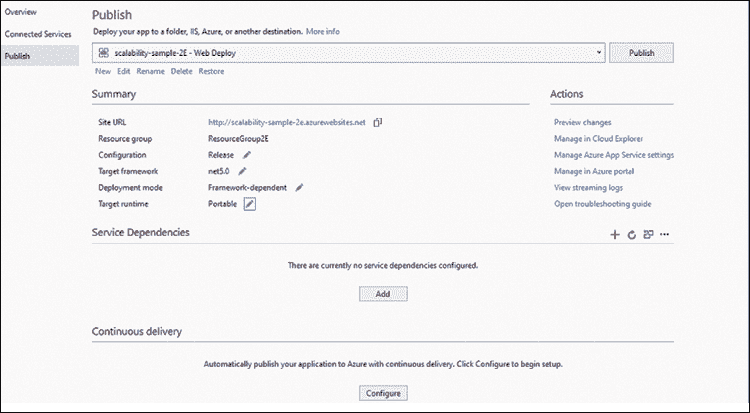 Overview
Connected Services
Publish
Publish
Deploy your app to a folder, IIS, Azure, or another destination. More info
scalability-sample-2E - Web Deploy
Publish
New Edit Rename Delete Restore
Summary
Site URL http://scalability-sample-2e.azurewebsites.net
Resource group ResourceGroup2E
Configuration Release
Target framework net5.0
Deployment mode Framework-dependent
Target runtime Portable
Actions
Preview changes
Manage in Cloud Explorer
Manage Azure App Service settings
Manage in Azure portal
View streaming logs
Open troubleshooting guide
Service Dependencies
There are currently no service dependencies configured.
Add
Continuous delivery
Automatically publish your application to Azure with continuous delivery. Click Configure to begin setup.
Configure